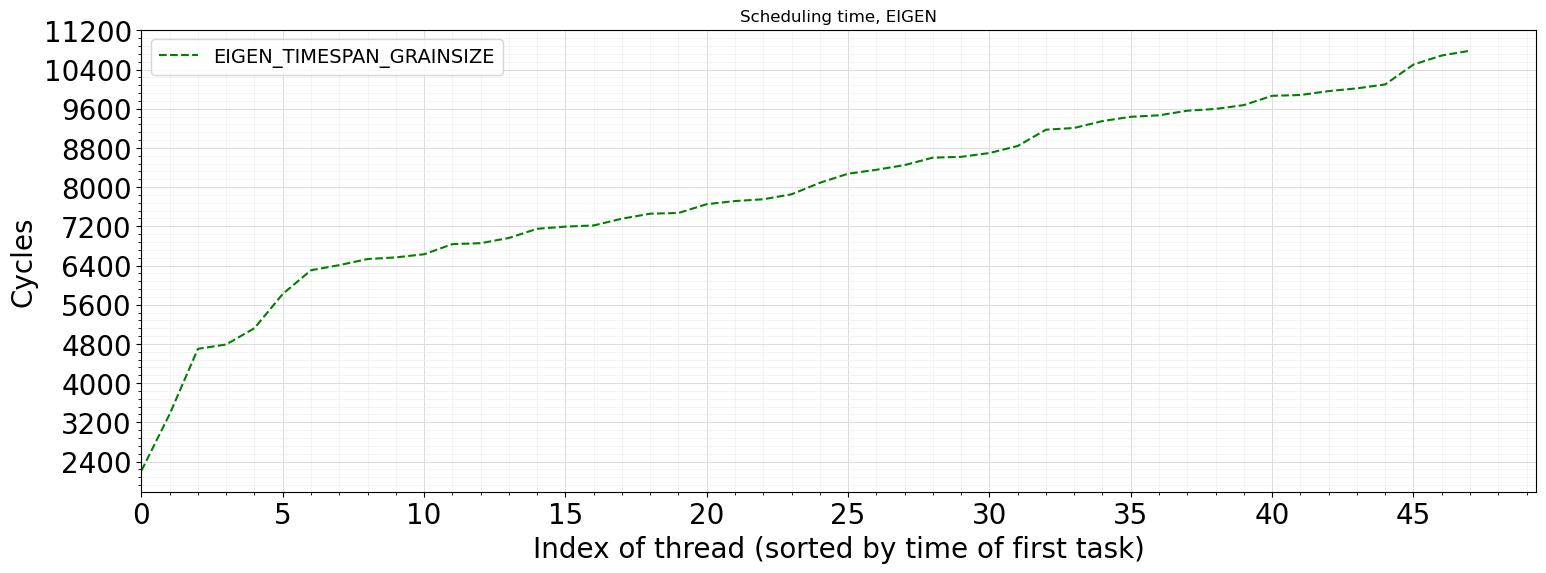 Scheduling time, EIGEN
EIGEN_TIMESPAN_GRAINSIZE
Cycles
11200
10400
9600
8800
8000
7200
6400
5600
4800
4000
3200
2400
0 5 10 15 20 25 30 35 40 45
Index of thread (sorted by time of first task)